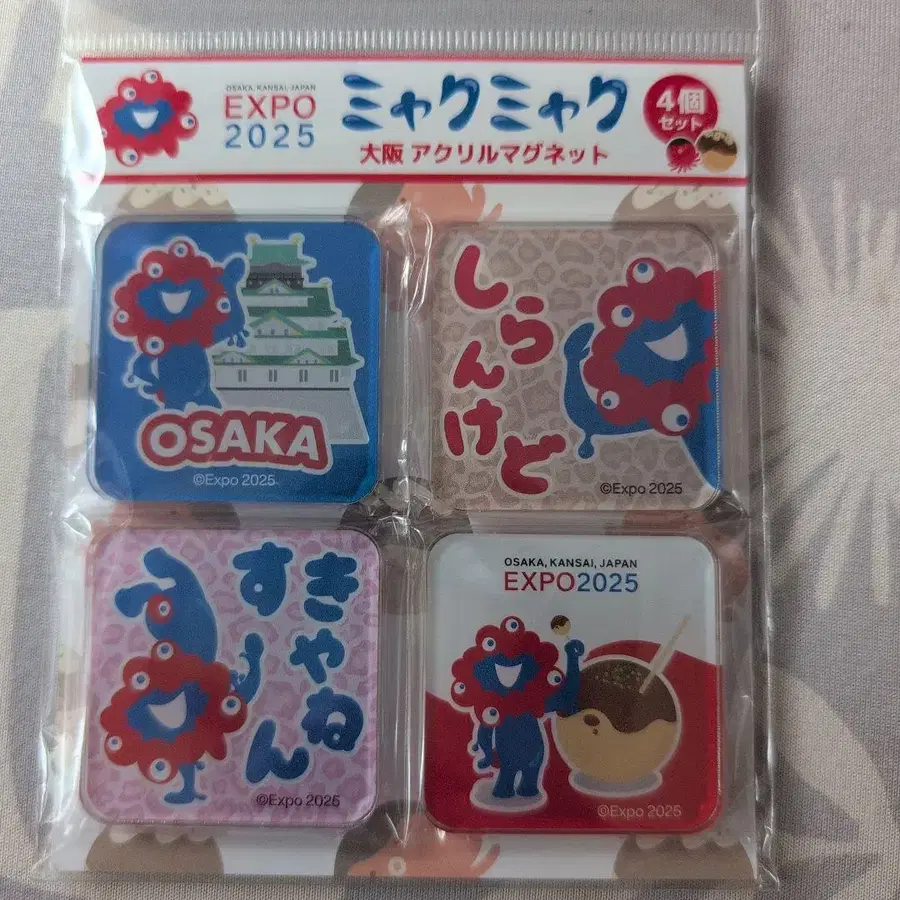 OSAKA, KANSAI, JAPAN
EXPO
2025
ミャクミャク
大阪 アクリルマグネット
4個
セット
OSAKA
©Expo 2025
しらんけど
©Expo 2025
すきゃねん
©Expo 2025
OSAKA, KANSAI, JAPAN
EXPO2025
©Expo 2025